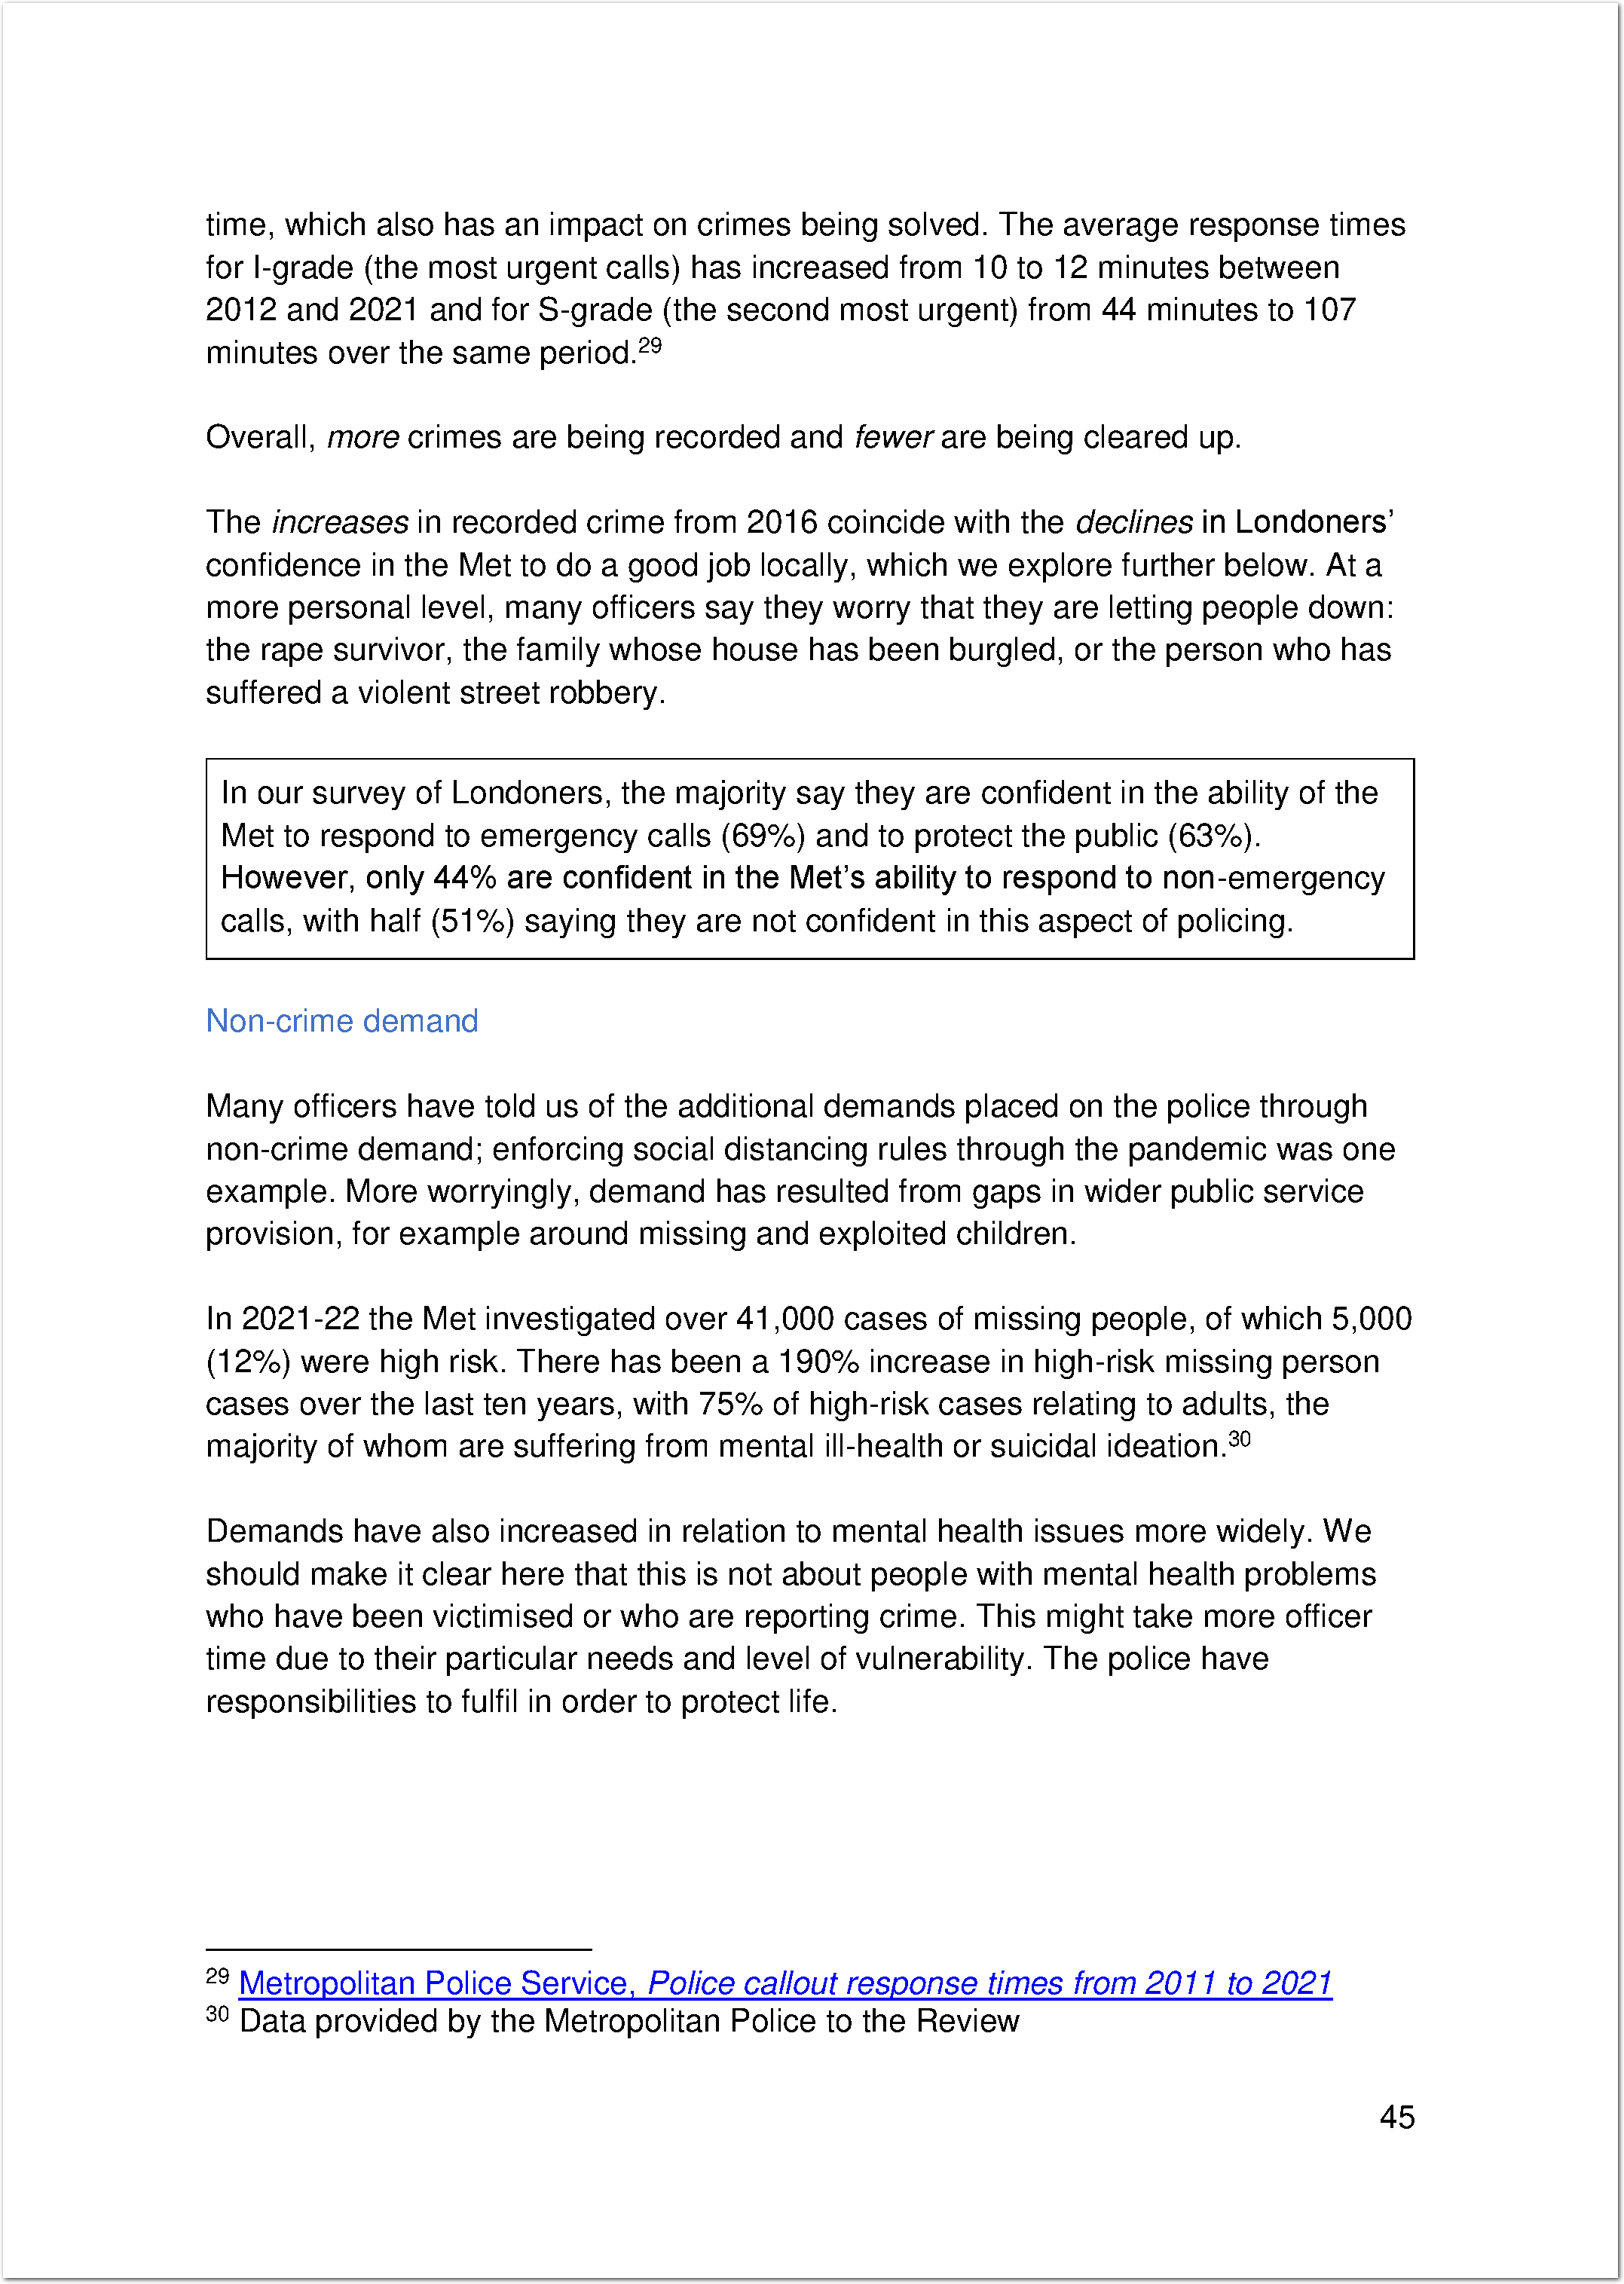 time, which also has an impact on crimes being solved. The average response times
for I-grade (the most urgent calls) has increased from 10 to 12 minutes between
2012 and 2021 and for S-grade (the second most urgent) from 44 minutes to 107
minutes over the same period.29
Overall, more crimes are being recorded and fewer are being cleared up.
The increases in recorded crime from 2016 coincide with the declines in Londoners’
confidence in the Met to do a good job locally, which we explore further below. At a
more personal level, many officers say they worry that they are letting people down:
the rape survivor, the family whose house has been burgled, or the person who has
suffered a violent street robbery.
In our survey of Londoners, the majority say they are confident in the ability of the
Met to respond to emergency calls (69%) and to protect the public (63%).
However, only 44% are confident in the Met’s ability to respond to non-emergency
calls, with half (51%) saying they are not confident in this aspect of policing.
Non-crime demand
Many officers have told us of the additional demands placed on the police through
non-crime demand; enforcing social distancing rules through the pandemic was one
example. More worryingly, demand has resulted from gaps in wider public service
provision, for example around missing and exploited children.
In 2021-22 the Met investigated over 41,000 cases of missing people, of which 5,000
(12%) were high risk. There has been a 190% increase in high-risk missing person
cases over the last ten years, with 75% of high-risk cases relating to adults, the
majority of whom are suffering from mental ill-health or suicidal ideation.30
Demands have also increased in relation to mental health issues more widely. We
should make it clear here that this is not about people with mental health problems
who have been victimised or who are reporting crime. This might take more officer
time due to their particular needs and level of vulnerability. The police have
responsibilities to fulfil in order to protect life.
29 Metropolitan Police Service, Police callout response times from 2011 to 2021
30 Data provided by the Metropolitan Police to the Review
45